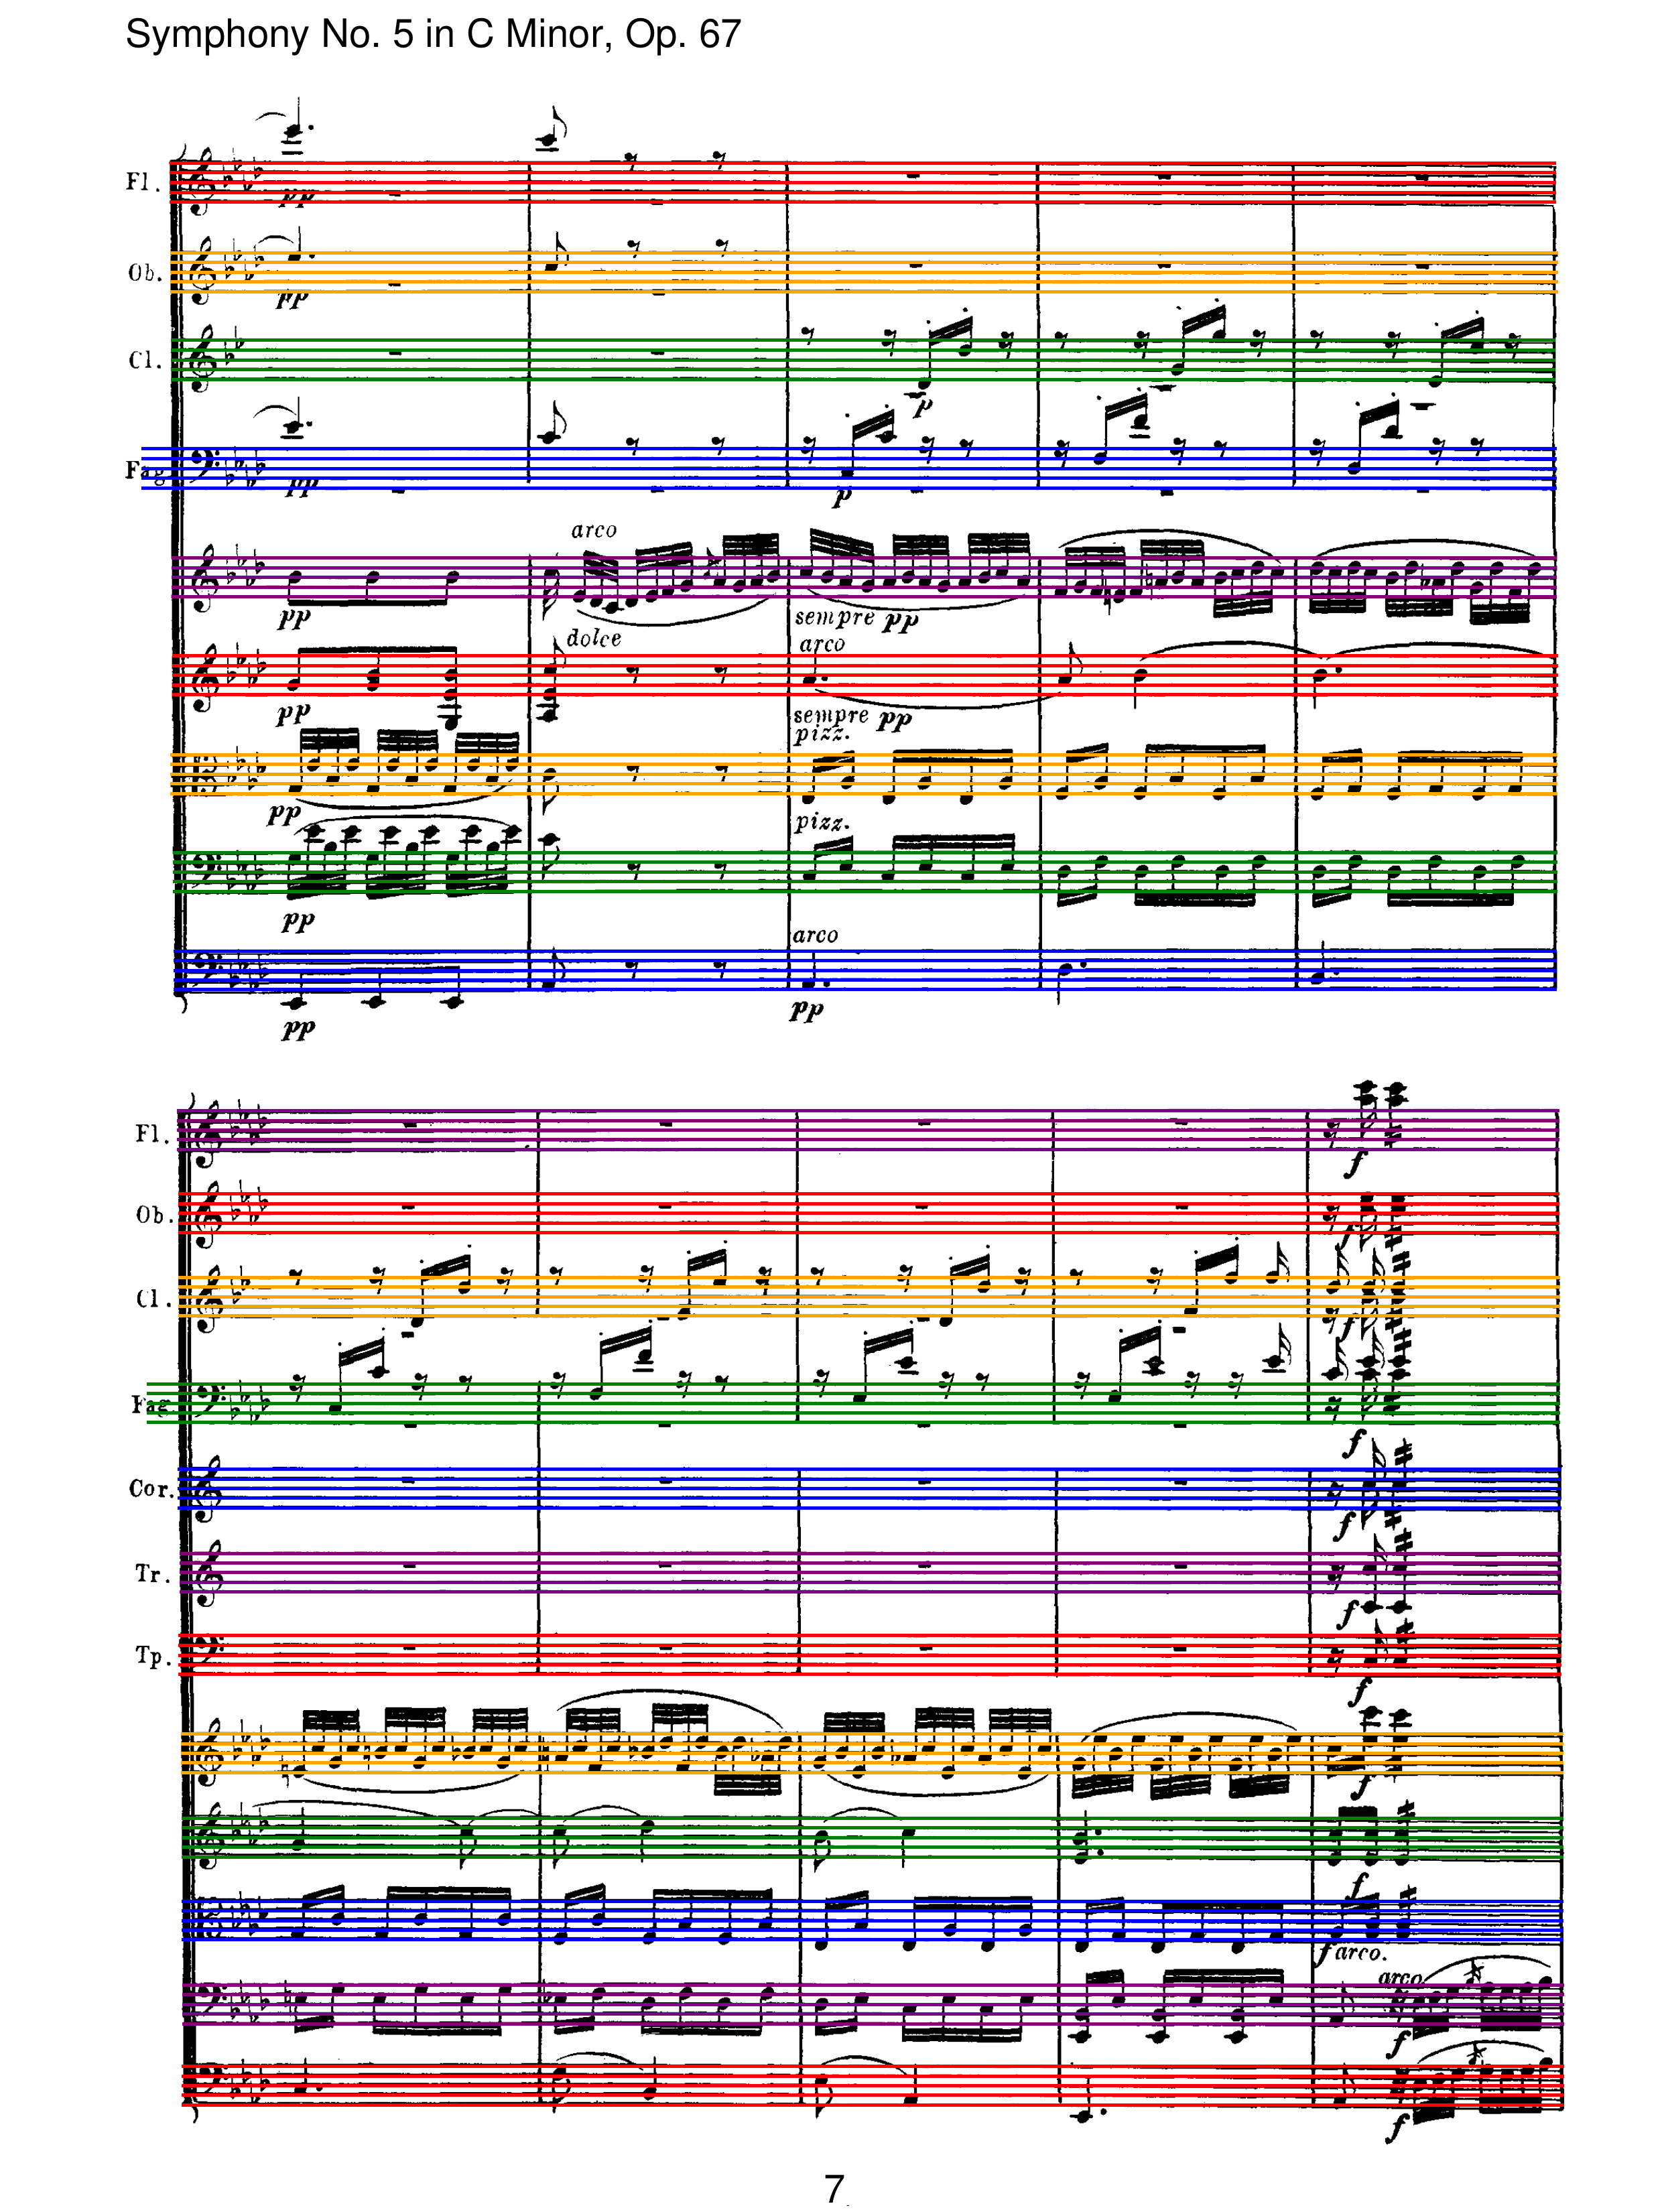 Symphony No. 5 in C Minor, Op. 67
Fl.
pp
Ob.
pp
Cl.
p
Fag
pp
p
arco
pp
dolce
sempre pp
arco
pp
sempre pp
pizz.
pp
pizz.
pp
arco
pp
pp
Fl.
f
Ob.
f
Cl.
f
Fag.
f
Cor.
f
Tr.
f
Tp.
f
f
f
f arco.
arco
f
f
7